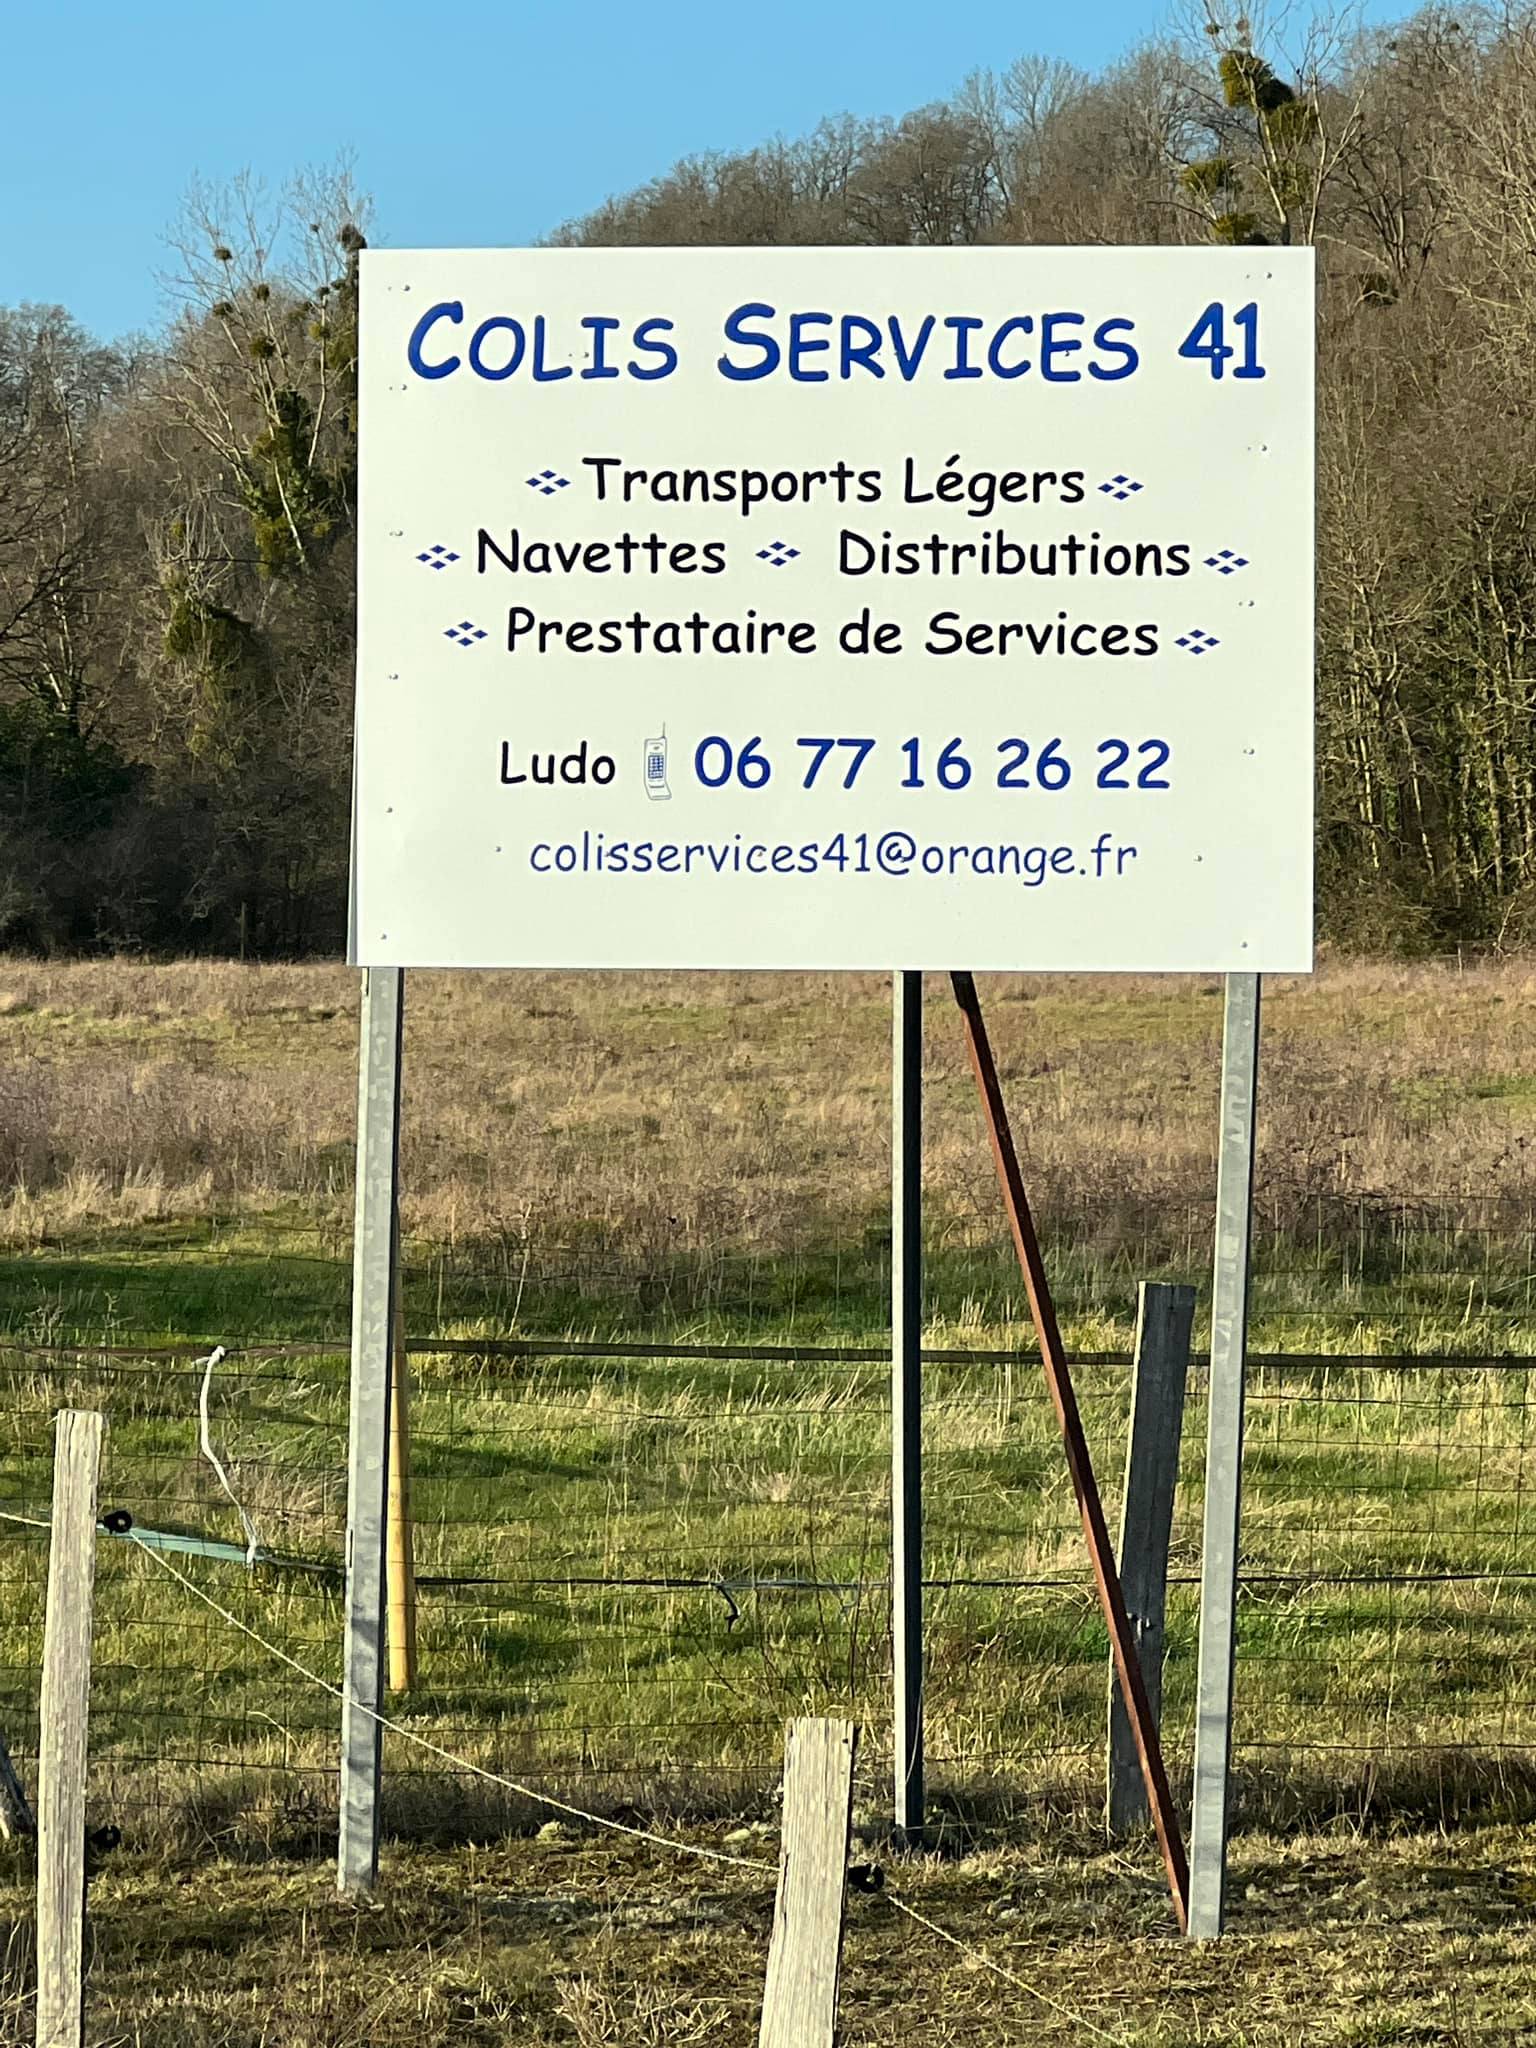 COLIS SERVICES 41
Transports Légers
Navettes Distributions
Prestataire de Services
Ludo 06 77 16 26 22
colisservices41@orange.fr